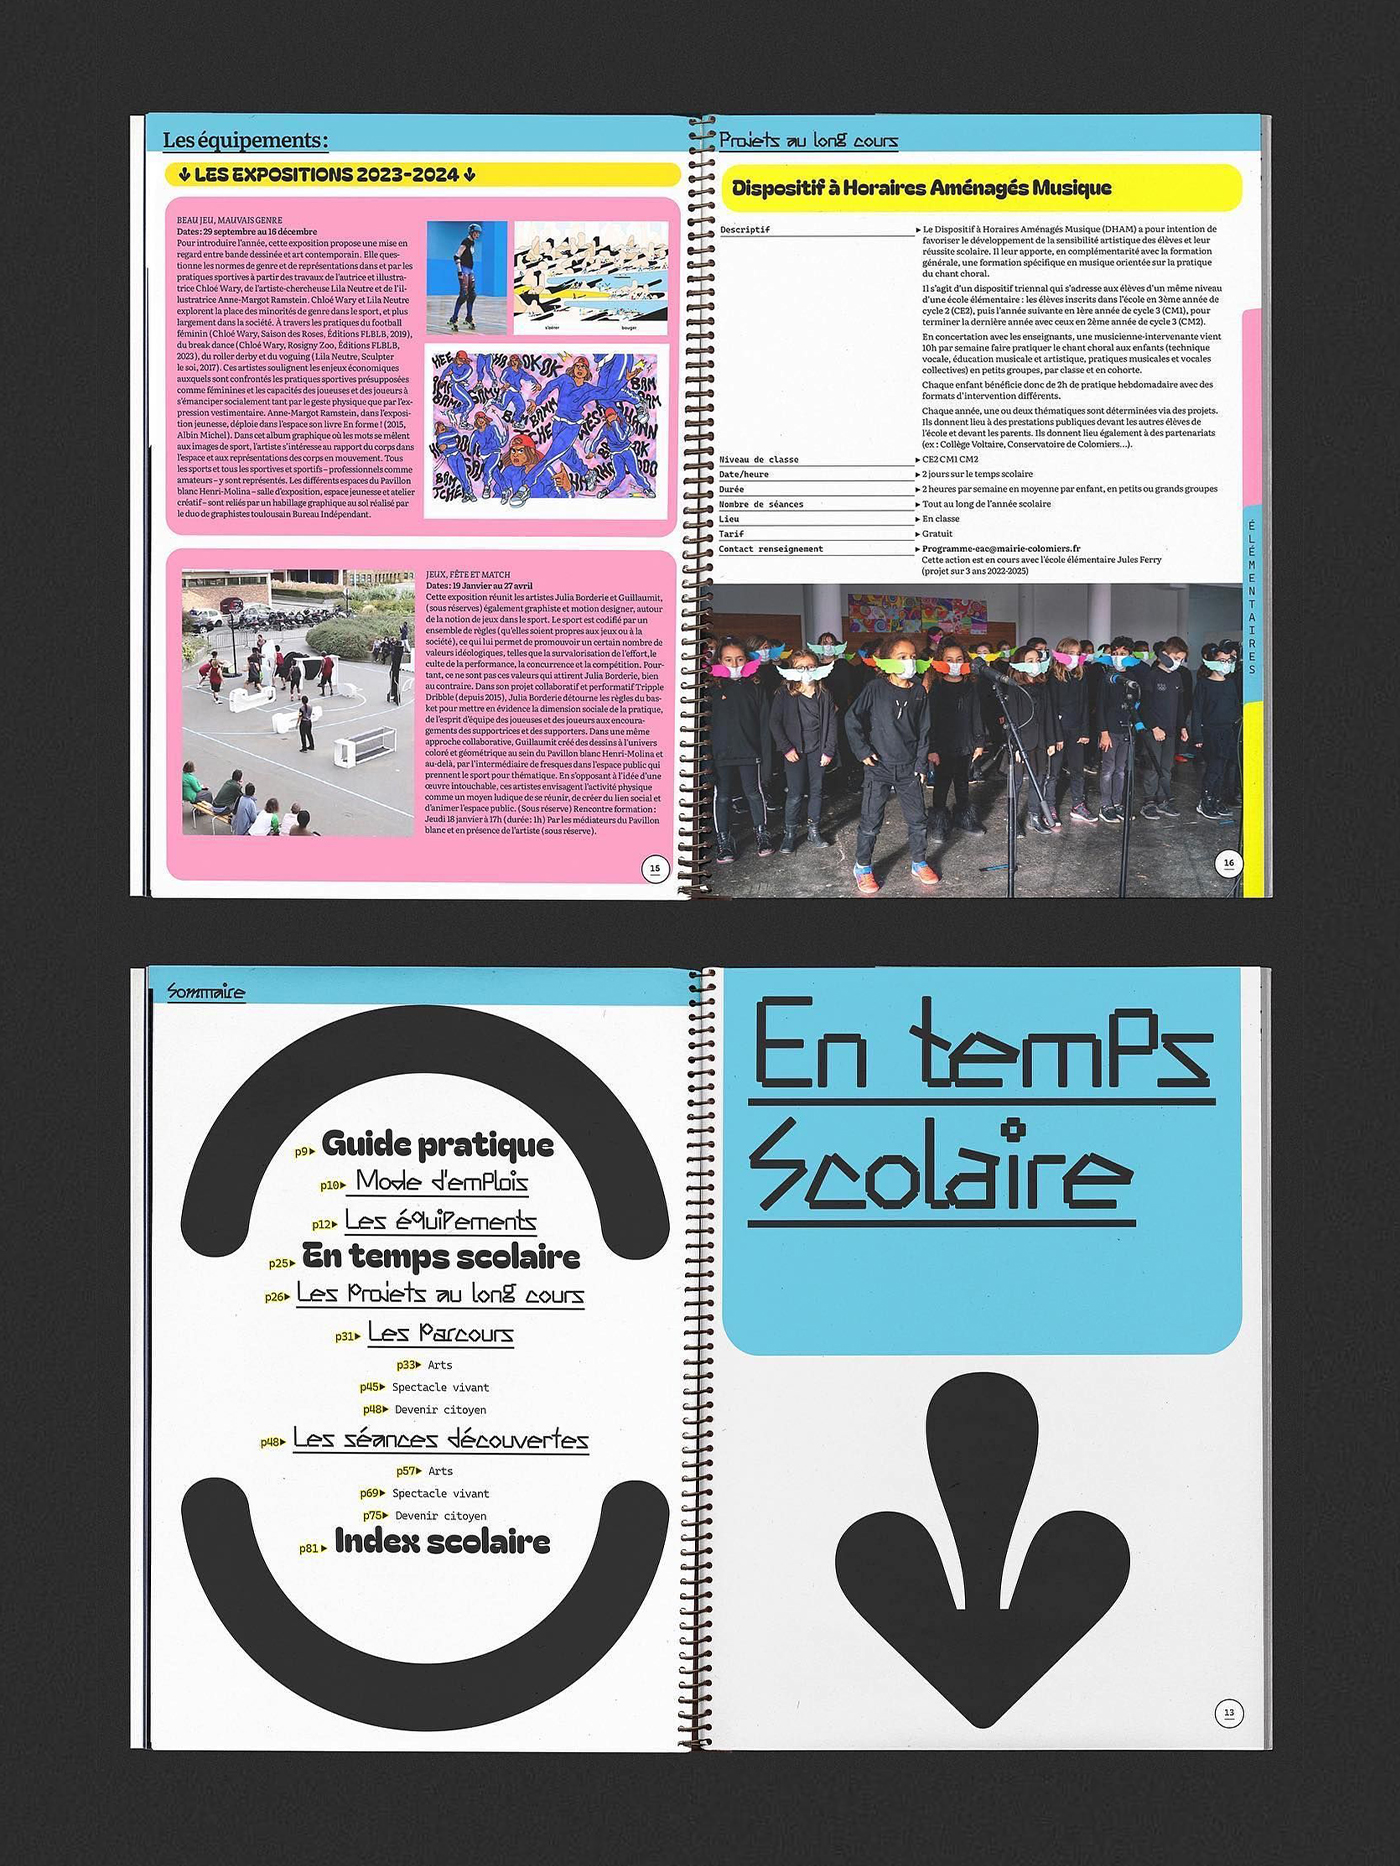 Les équipements :
LES EXPOSITIONS 2023-2024
BEAU JEU, MAUVAIS GENRE
Dates : 29 septembre au 16 décembre
Pour introduire l'année, cette exposition propose une mise en
regard entre bande dessinée et art contemporain. Elle ques-
tionne les normes de genre et de représentations dans et par les
pratiques sportives à partir des travaux de l'autrice et illustra-
trice Chloé Wary, de l'artiste-chercheuse Lila Neutre et de l'il-
lustratrice Anne-Margot Ramstein. Chloé Wary et Lila Neutre
explorent la place des minorités de genre dans le sport, et plus
largement dans la société. À travers les pratiques du football
féminin (Chloé Wary, Saison des Roses, Éditions FLBLB, 2019),
du break dance (Chloé Wary, Rosigny Zoo, Éditions FLBLB,
2023), du roller derby et du voguing (Lila Neutre, Sculpter
le soi, 2017). Ces artistes soulignent les enjeux économiques
auxquels sont confrontés les pratiques sportives présupposées
comme féminines et les capacités des joueuses et des joueurs à
s'émanciper socialement tant par le geste physique que par l'ex-
pression vestimentaire. Anne-Margot Ramstein, dans l'exposi-
tion jeunesse, déploie dans l'espace son livre En forme ! (2015,
Albin Michel). Dans cet album graphique où les mots se mêlent
aux images de sport, l'artiste s'intéresse au rapport du corps dans
l'espace et aux représentations des corps en mouvement. Tous
les sports et tous les sportives et sportifs – professionnels comme
amateurs – y sont représentés. Les différents espaces du Pavillon
blanc Henri-Molina – salle d'exposition, espace jeunesse et atelier
créatif – sont reliés par un habillage graphique au sol réalisé par
le duo de graphistes toulousain Bureau Indépendant.
bouger
JEUX, FÊTE ET MATCH
Dates : 19 Janvier au 27 avril
Cette exposition réunit les artistes Julia Borderie et Guillaumit,
(sous réserves) également graphiste et motion designer, autour
de la notion de jeux dans le sport. Le sport est codifié par un
ensemble de règles (qu'elles soient propres aux jeux ou à la
société), ce qui lui permet de promouvoir un certain nombre de
valeurs idéologiques, telles que la survalorisation de l'effort, le
culte de la performance, la concurrence et la compétition. Pour-
tant, ce ne sont pas ces valeurs qui attirent Julia Borderie, bien
au contraire. Dans son projet collaboratif et performatif Tripple
Dribble (depuis 2015), Julia Borderie détourne les règles du bas-
ket pour mettre en évidence la dimension sociale de la pratique,
de l'esprit d'équipe des joueuses et des joueurs aux encoura-
gements des supportrices et des supporters. Dans une même
approche collaborative, Guillaumit créé des dessins à l'univers
coloré et géométrique au sein du Pavillon blanc Henri-Molina et
au-delà, par l'intermédiaire de fresques dans l'espace public qui
prennent le sport pour thématique. En s'opposant à l'idée d'une
œuvre intouchable, ces artistes envisagent l'activité physique
comme un moyen ludique de se réunir, de créer du lien social et
d'animer l'espace public. (Sous réserve) Rencontre formation :
Jeudi 18 janvier à 17h (durée : 1h) Par les médiateurs du Pavillon
blanc et en présence de l'artiste (sous réserve).
15
Projets au long cours
Dispositif à Horaires Aménagés Musique
Descriptif
▸ Le Dispositif à Horaires Aménagés Musique (DHAM) a pour intention de
favoriser le développement de la sensibilité artistique des élèves et leur
réussite scolaire. Il leur apporte, en complémentarité avec la formation
générale, une formation spécifique en musique orientée sur la pratique
du chant choral.
Il s'agit d'un dispositif triennal qui s'adresse aux élèves d'un même niveau
d'une école élémentaire : les élèves inscrits dans l'école en 3ème année de
cycle 2 (CE2), puis l'année suivante en 1ère année de cycle 3 (CM1), pour
terminer la dernière année avec ceux en 2ème année de cycle 3 (CM2).
En concertation avec les enseignants, une musicienne-intervenante vient
10h par semaine faire pratiquer le chant choral aux enfants (technique
vocale, éducation musicale et artistique, pratiques musicales et vocales
collectives) en petits groupes, par classe et en cohorte.
Chaque enfant bénéficie donc de 2h de pratique hebdomadaire avec des
formats d'intervention différents.
Chaque année, une ou deux thématiques sont déterminées via des projets.
Ils donnent lieu à des prestations publiques devant les autres élèves de
l'école et devant les parents. Ils donnent lieu également à des partenariats
(ex : Collège Voltaire, Conservatoire de Colomiers…).
Niveau de classe ▸ CE2 CM1 CM2
Date/heure ▸ 2 jours sur le temps scolaire
Durée ▸ 2 heures par semaine en moyenne par enfant, en petits ou grands groupes
Nombre de séances ▸ Tout au long de l'année scolaire
Lieu ▸ En classe
Tarif ▸ Gratuit
Contact renseignement ▸ Programme-eac@mairie-colomiers.fr
Cette action est en cours avec l'école élémentaire Jules Ferry
(projet sur 3 ans 2022-2025)
ÉLÉMENTAIRES
16
Sommaire
p9▸ Guide pratique
p10▸ Mode d'emplois
p12▸ Les équipements
p25▸ En temps scolaire
p26▸ Les Projets au long cours
p31▸ Les Parcours
p33▸ Arts
p45▸ Spectacle vivant
p48▸ Devenir citoyen
p48▸ Les séances découvertes
p57▸ Arts
p69▸ Spectacle vivant
p75▸ Devenir citoyen
p81▸ Index scolaire
En temps
Scolaire
13